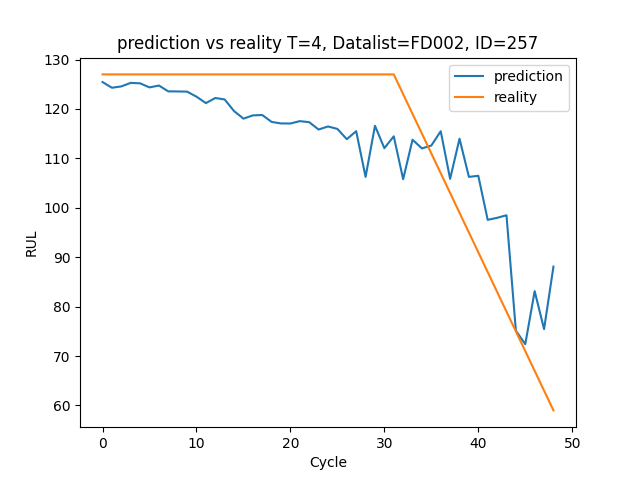 prediction vs reality T=4, Datalist=FD002, ID=257
prediction
reality
RUL
130
120
110
100
90
80
70
60
0 10 20 30 40 50
Cycle